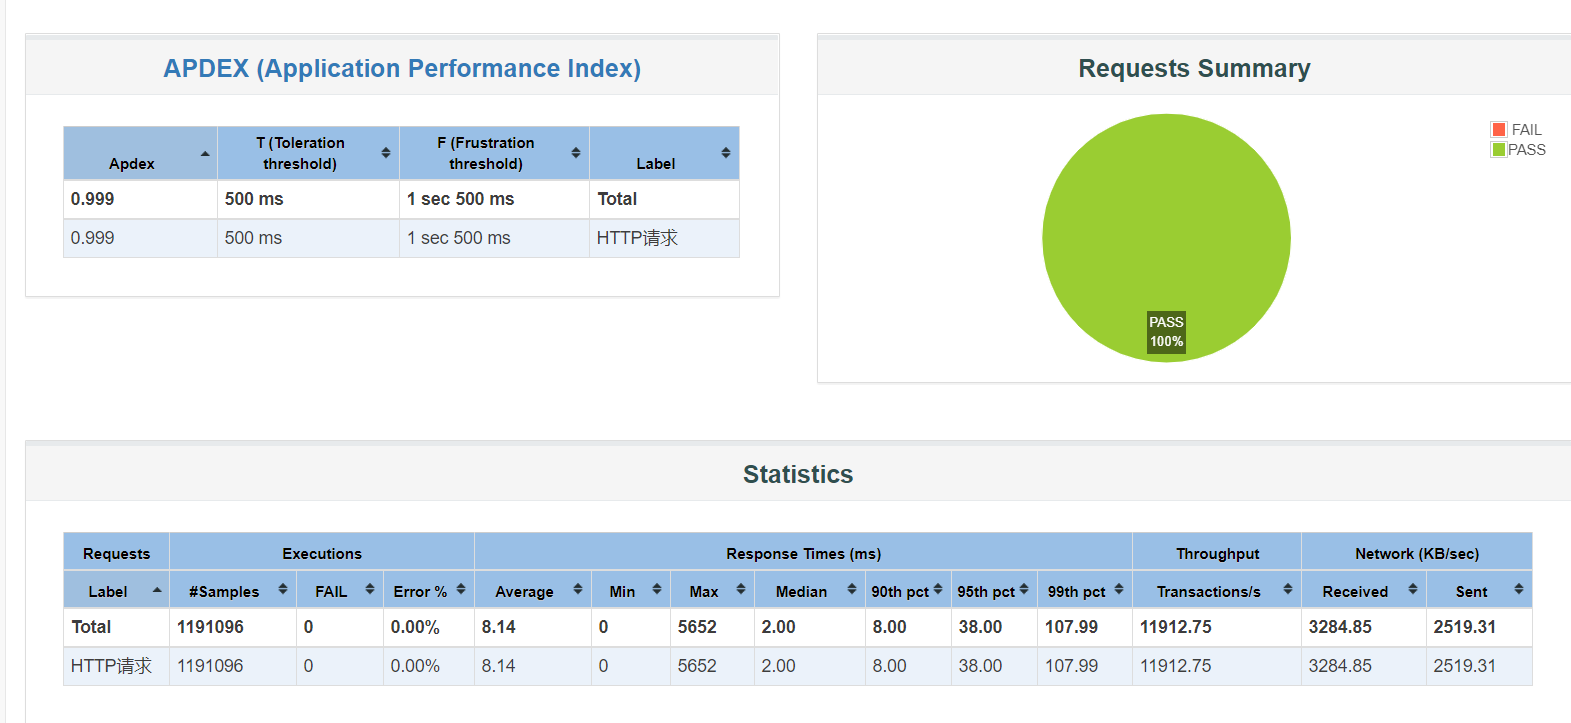 APDEX (Application Performance Index)
Apdex
T (Toleration
threshold)
F (Frustration
threshold)
Label
0.999
500 ms
1 sec 500 ms
Total
0.999
500 ms
1 sec 500 ms
HTTP请求
Requests Summary
FAIL
PASS
PASS
100%
Statistics
Requests
Executions
Response Times (ms)
Throughput
Network (KB/sec)
Label
#Samples
FAIL
Error %
Average
Min
Max
Median
90th pct
95th pct
99th pct
Transactions/s
Received
Sent
Total
1191096
0
0.00%
8.14
0
5652
2.00
8.00
38.00
107.99
11912.75
3284.85
2519.31
HTTP请求
1191096
0
0.00%
8.14
0
5652
2.00
8.00
38.00
107.99
11912.75
3284.85
2519.31